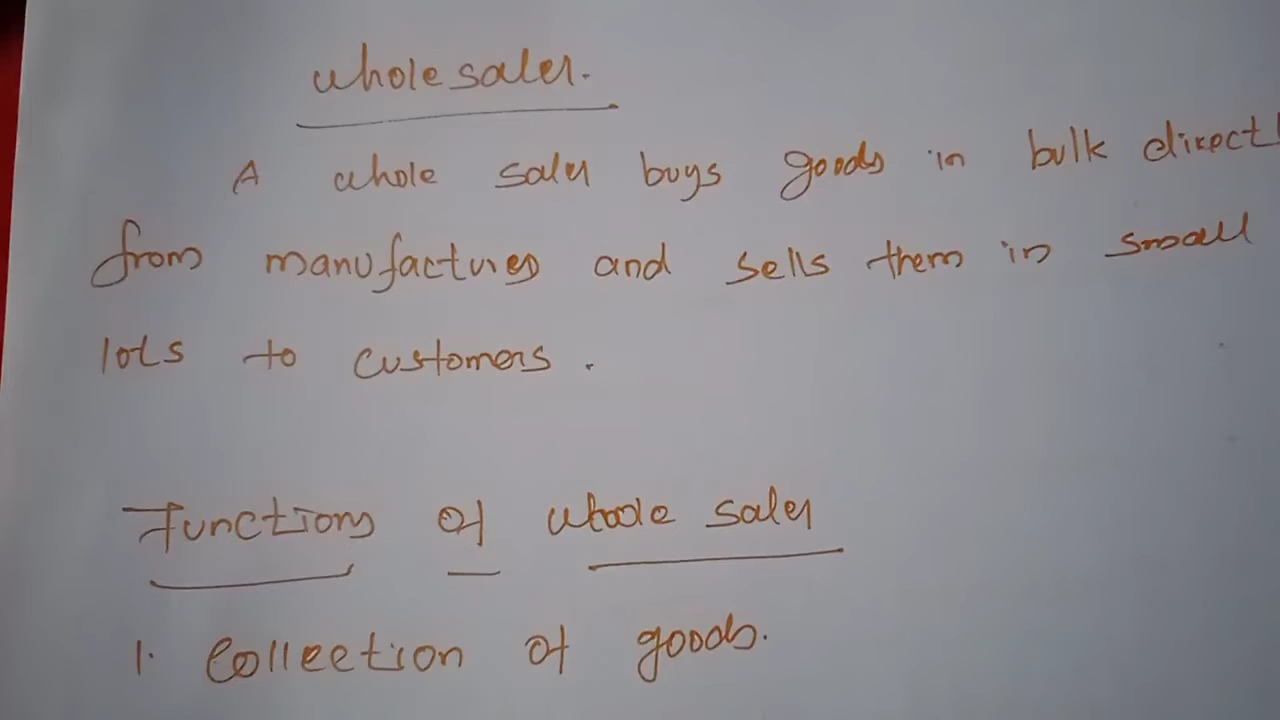 Wholesaler.
A whole saler buys goods in bulk direct
from manufactures and sells them in small
lots to customers.
Functions of whole saler
1. Collection of goods.